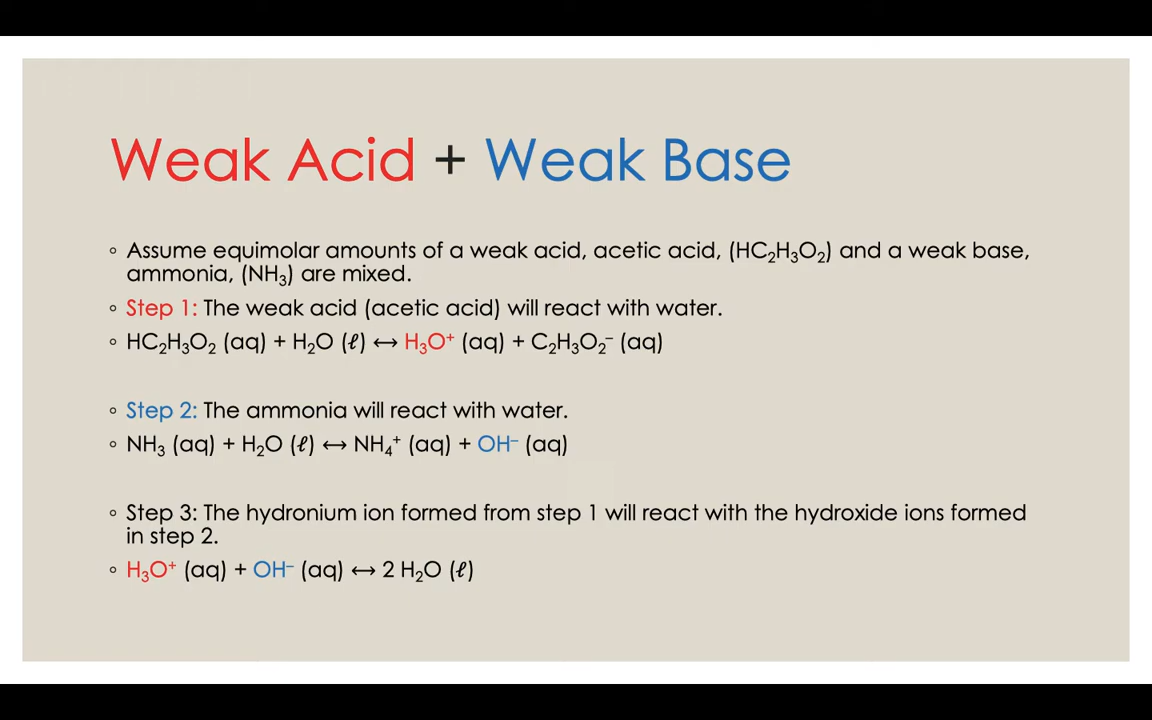 Weak Acid + Weak Base
◦ Assume equimolar amounts of a weak acid, acetic acid, (HC₂H₃O₂) and a weak base,
ammonia, (NH₃) are mixed.
◦ Step 1: The weak acid (acetic acid) will react with water.
◦ HC₂H₃O₂ (aq) + H₂O (ℓ) ↔ H₃O⁺ (aq) + C₂H₃O₂⁻ (aq)
◦ Step 2: The ammonia will react with water.
◦ NH₃ (aq) + H₂O (ℓ) ↔ NH₄⁺ (aq) + OH⁻ (aq)
◦ Step 3: The hydronium ion formed from step 1 will react with the hydroxide ions formed
in step 2.
◦ H₃O⁺ (aq) + OH⁻ (aq) ↔ 2 H₂O (ℓ)